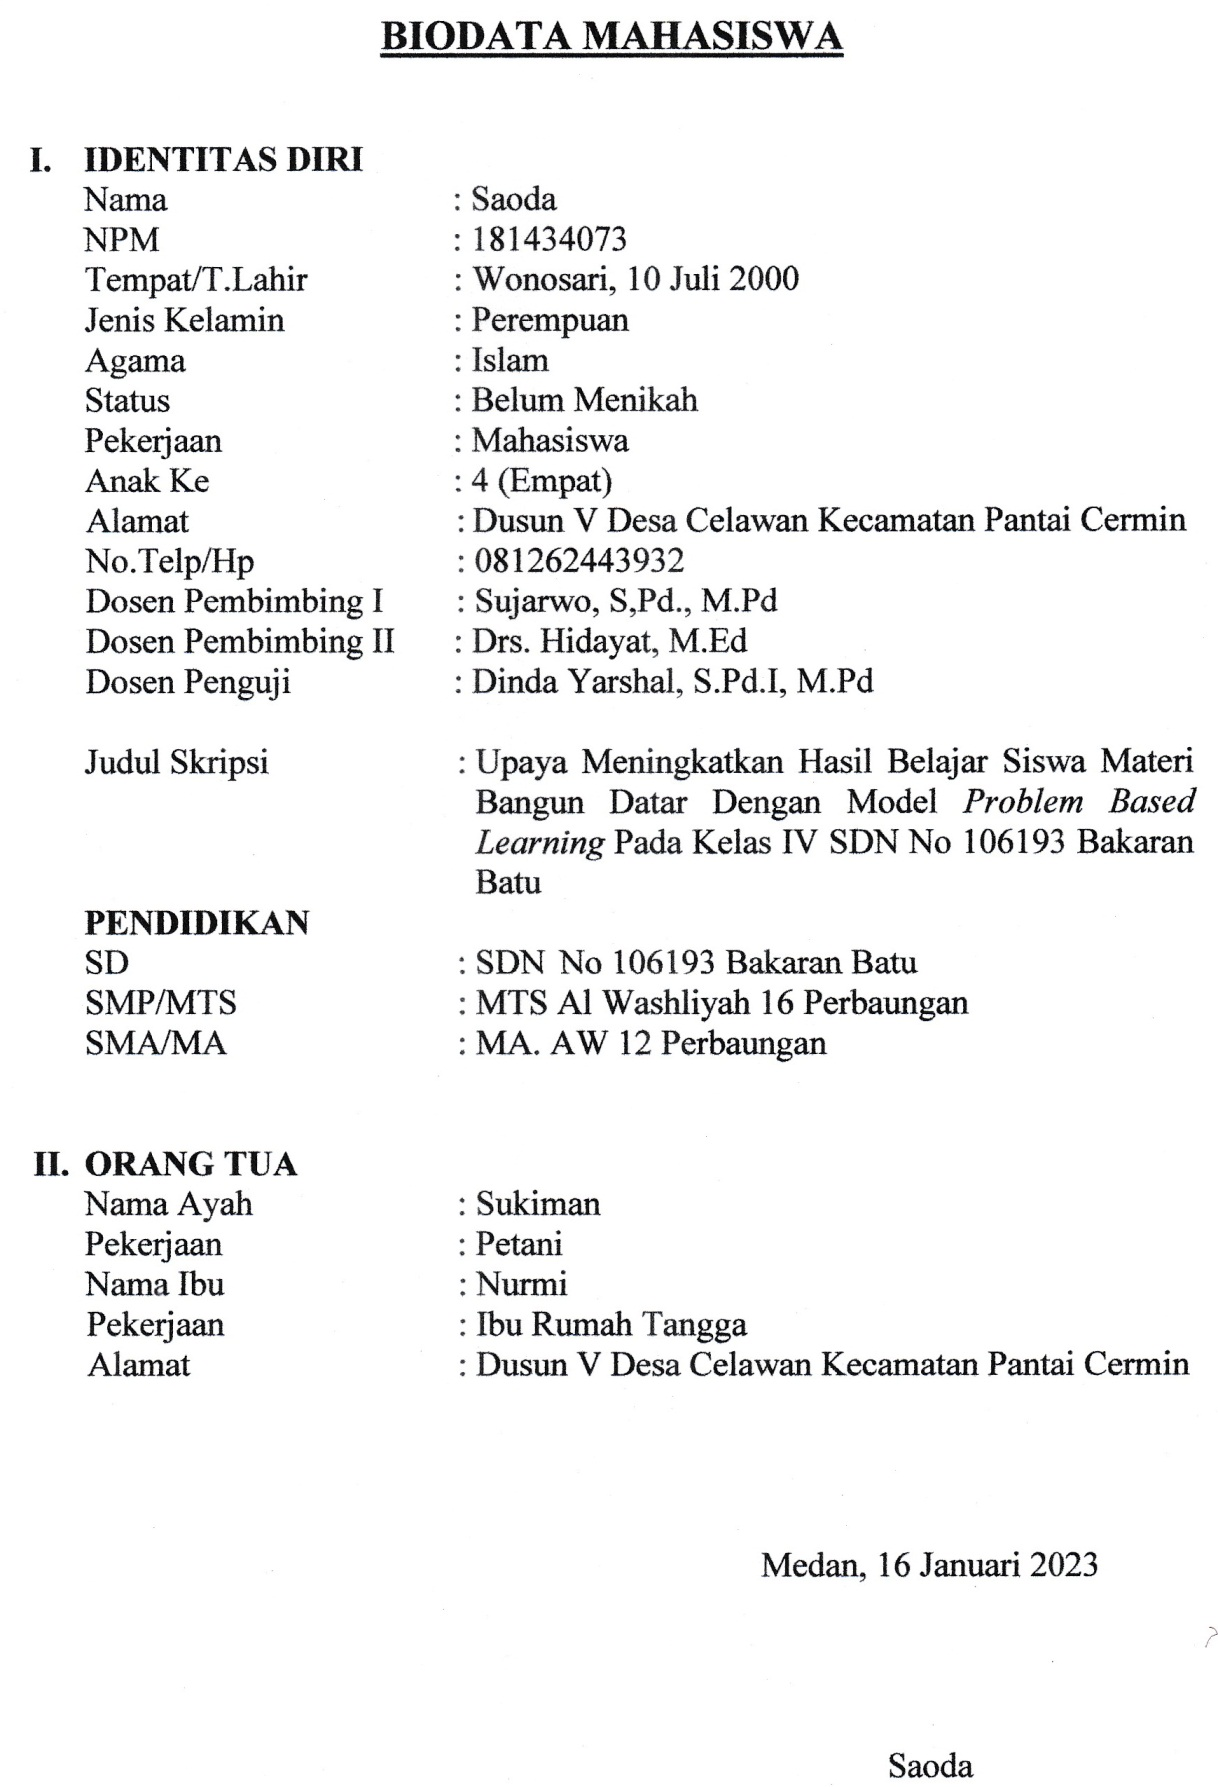 BIODATA MAHASISWA
I. IDENTITAS DIRI
Nama : Saoda
NPM : 181434073
Tempat/T.Lahir : Wonosari, 10 Juli 2000
Jenis Kelamin : Perempuan
Agama : Islam
Status : Belum Menikah
Pekerjaan : Mahasiswa
Anak Ke : 4 (Empat)
Alamat : Dusun V Desa Celawan Kecamatan Pantai Cermin
No.Telp/Hp : 081262443932
Dosen Pembimbing I : Sujarwo, S,Pd., M.Pd
Dosen Pembimbing II : Drs. Hidayat, M.Ed
Dosen Penguji : Dinda Yarshal, S.Pd.I, M.Pd
Judul Skripsi : Upaya Meningkatkan Hasil Belajar Siswa Materi
Bangun Datar Dengan Model Problem Based
Learning Pada Kelas IV SDN No 106193 Bakaran
Batu
PENDIDIKAN
SD : SDN No 106193 Bakaran Batu
SMP/MTS : MTS Al Washliyah 16 Perbaungan
SMA/MA : MA. AW 12 Perbaungan
II. ORANG TUA
Nama Ayah : Sukiman
Pekerjaan : Petani
Nama Ibu : Nurmi
Pekerjaan : Ibu Rumah Tangga
Alamat : Dusun V Desa Celawan Kecamatan Pantai Cermin
Medan, 16 Januari 2023
Saoda